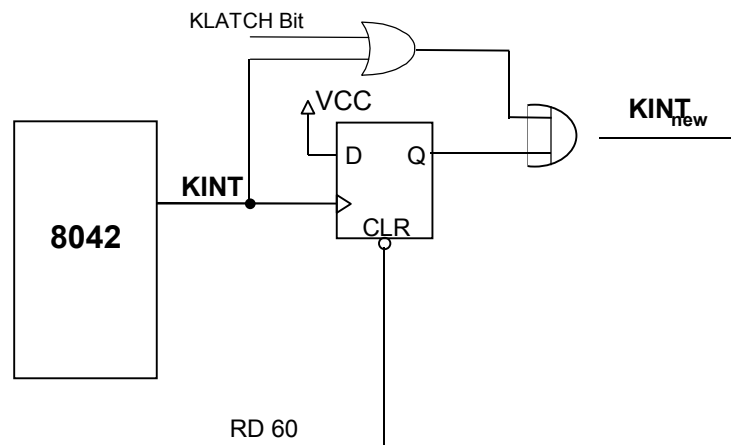 KLATCH Bit
VCC
KINT
new
D
Q
KINT
CLR
8042
RD 60